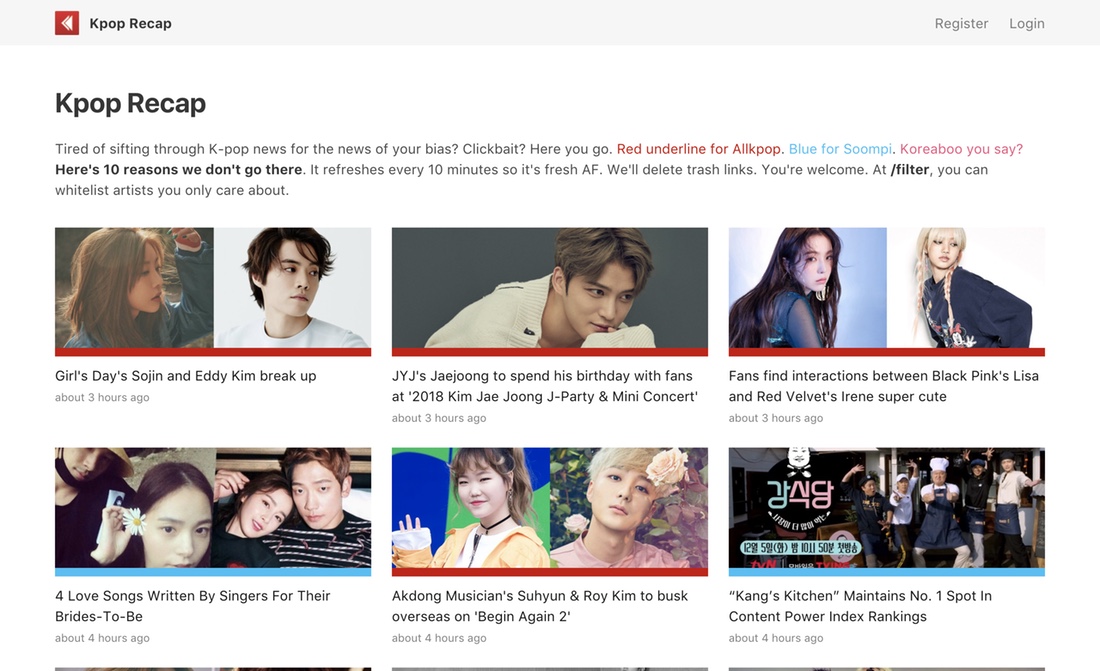 Kpop Recap
Register
Login
Kpop Recap
Tired of sifting through K-pop news for the news of your bias? Clickbait? Here you go. Red underline for Allkpop. Blue for Soompi. Koreaboo you say?
Here's 10 reasons we don't go there. It refreshes every 10 minutes so it's fresh AF. We'll delete trash links. You're welcome. At /filter, you can
whitelist artists you only care about.
Girl's Day's Sojin and Eddy Kim break up
about 3 hours ago
JYJ's Jaejoong to spend his birthday with fans
at '2018 Kim Jae Joong J-Party & Mini Concert'
about 3 hours ago
Fans find interactions between Black Pink's Lisa
and Red Velvet's Irene super cute
about 3 hours ago
강식당
12월 5일(화) 밤 10시 50분 첫방송
tvN
4 Love Songs Written By Singers For Their
Brides-To-Be
about 4 hours ago
Akdong Musician's Suhyun & Roy Kim to busk
overseas on 'Begin Again 2'
about 4 hours ago
“Kang’s Kitchen” Maintains No. 1 Spot In
Content Power Index Rankings
about 4 hours ago